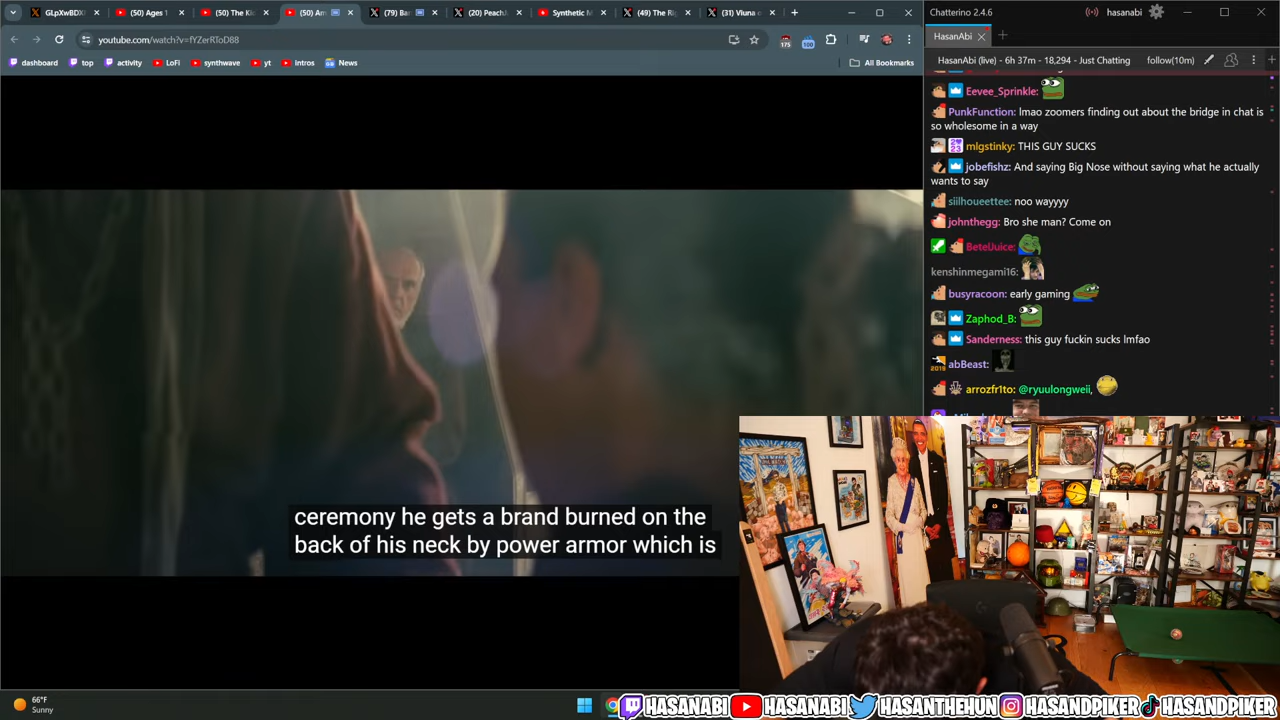 (50) Ages 1
(50) The Ki
(50) Am
(79) Bar
(20) Peach
Synthetic M
(49) The Ri
(31) Vluna o
Chatterino 2.4.6
hasanabi
youtube.com/watch?v=fYZerRToD88
175
100
HasanAbi
dashboard
top
activity
LoFi
synthwave
yt
intros
News
All Bookmarks
HasanAbi (live) - 6h 37m - 18,294 - Just Chatting
follow(10m)
Eevee_Sprinkle:
PunkFunction: lmao zoomers finding out about the bridge in chat is
so wholesome in a way
mlgstinky: THIS GUY SUCKS
jobefishz: And saying Big Nose without saying what he actually
wants to say
siilhoueettee: noo wayyyy
johnthegg: Bro she man? Come on
BetelJuice:
kenshinmegami16:
busyracoon: early gaming
Zaphod_B:
Sanderness: this guy fuckin sucks lmfao
abBeast:
arrozfr1to: @ryuulongweii,
ceremony he gets a brand burned on the
back of his neck by power armor which is
66°F
Sunny
HASANABI
HASANABI
HASANTHEHUN
HASANDPIKER
HASANDPIKER